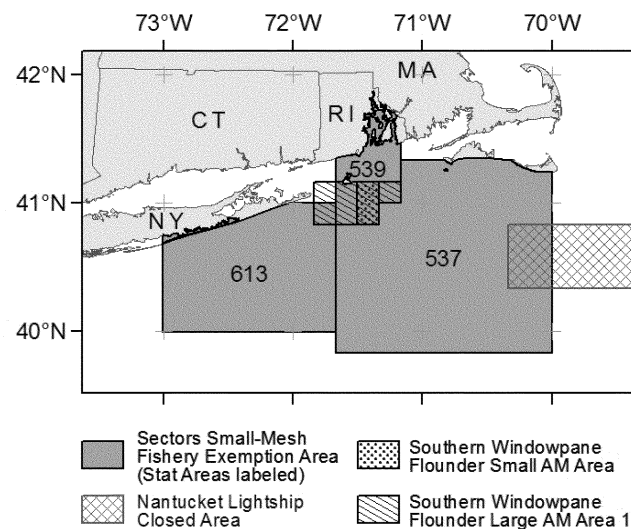 73°W 72°W 71°W 70°W
42°N
41°N
40°N
MA
CT
RI
539
NY
613
537
Sectors Small-Mesh
Fishery Exemption Area
(Stat Areas labeled)
Nantucket Lightship
Closed Area
Southern Windowpane
Flounder Small AM Area
Southern Windowpane
Flounder Large AM Area 1